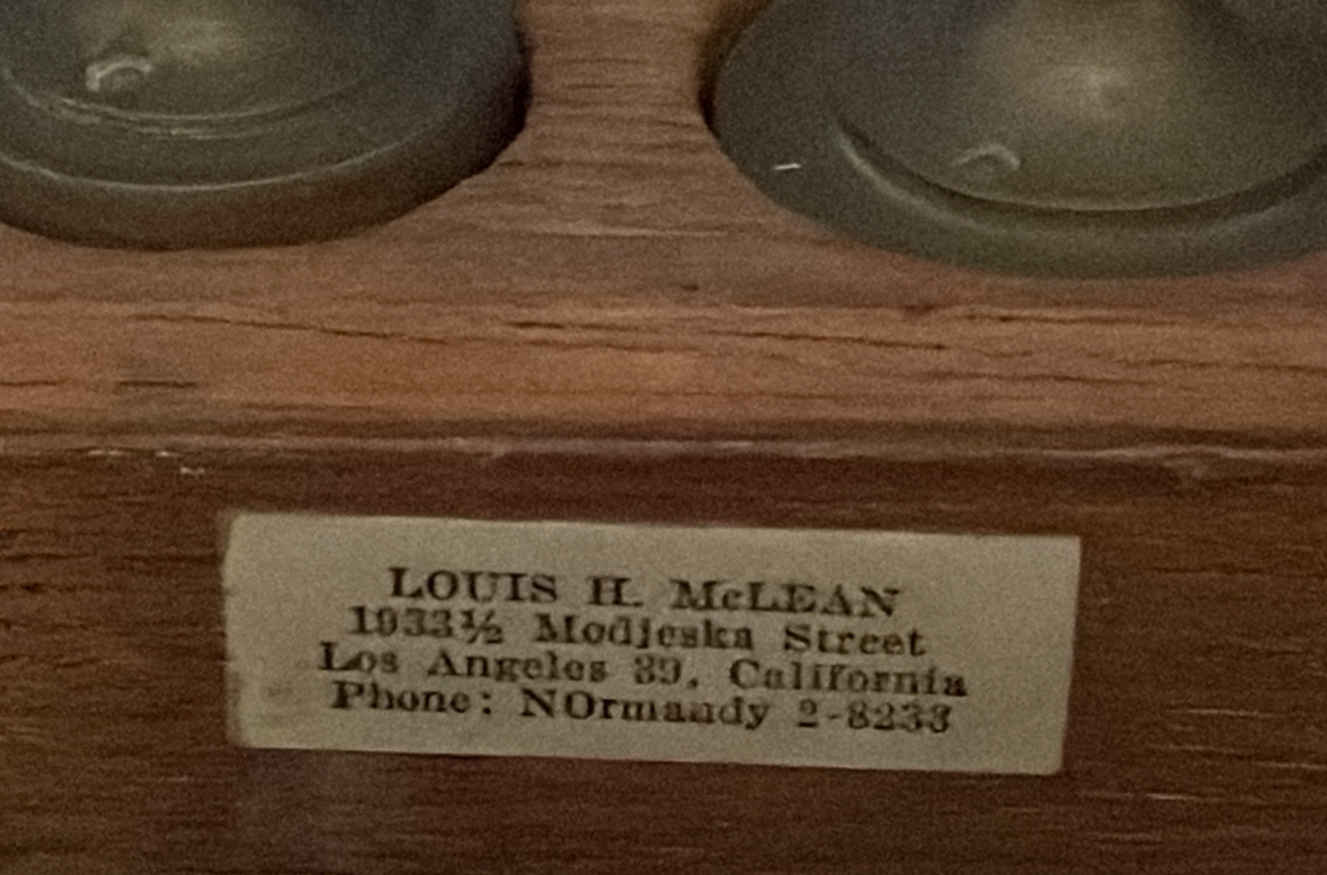 LOUIS H. McLEAN
1933½ Modjeska Street
Los Angeles 39, California
Phone: NOrmandy 2-8233